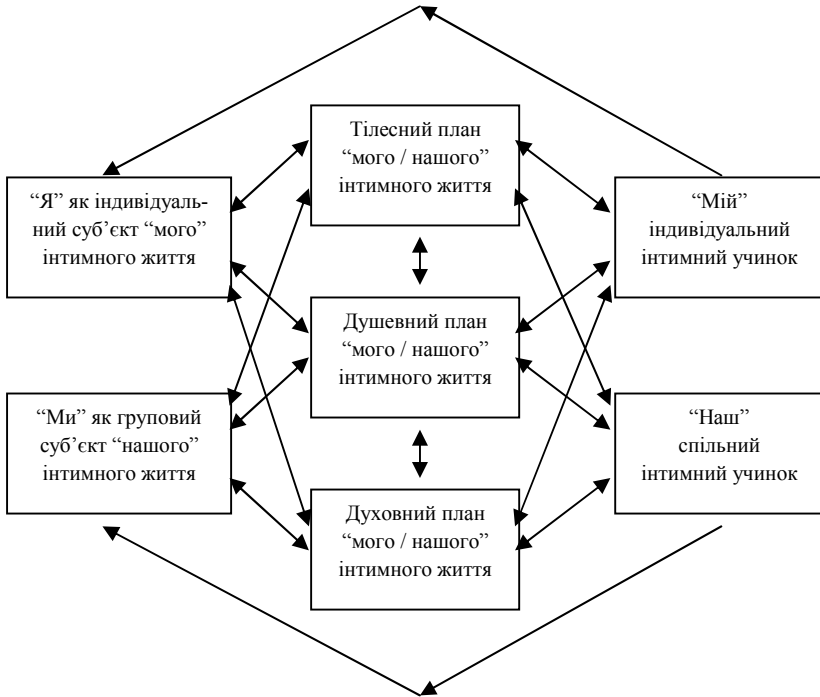 Тілесний план
“мого / нашого”
інтимного життя
“Я” як індивідуаль-
ний суб’єкт “мого”
інтимного життя
“Мій”
індивідуальний
інтимний учинок
Душевний план
“мого / нашого”
інтимного життя
“Ми” як груповий
суб’єкт “нашого”
інтимного життя
“Наш”
спільний
інтимний учинок
Духовний план
“мого / нашого”
інтимного життя